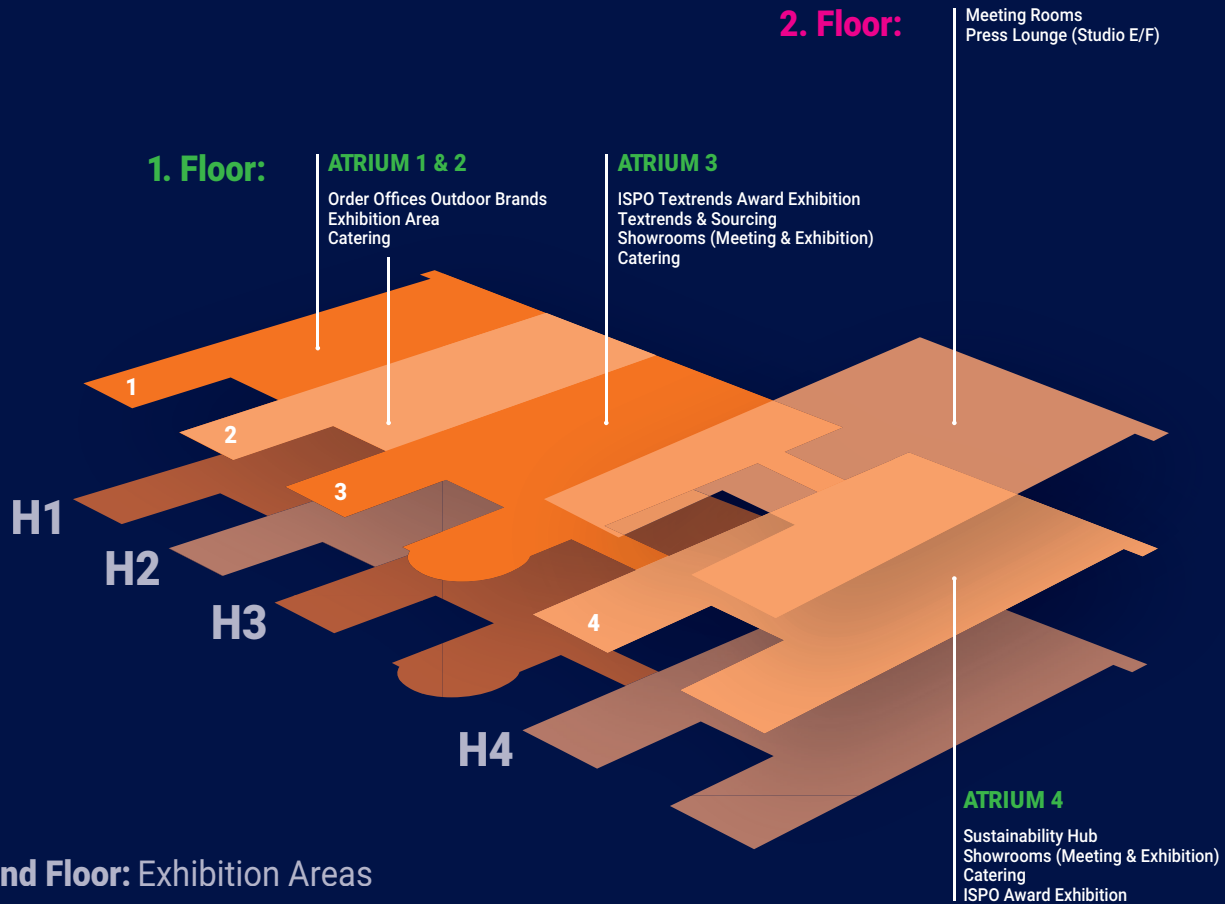 2. Floor:
Meeting Rooms
Press Lounge (Studio E/F)
1. Floor:
ATRIUM 1 & 2
Order Offices Outdoor Brands
Exhibition Area
Catering
ATRIUM 3
ISPO Textrends Award Exhibition
Textrends & Sourcing
Showrooms (Meeting & Exhibition)
Catering
1
2
3
4
H1
H2
H3
H4
ATRIUM 4
Sustainability Hub
Showrooms (Meeting & Exhibition)
Catering
ISPO Award Exhibition
nd Floor: Exhibition Areas